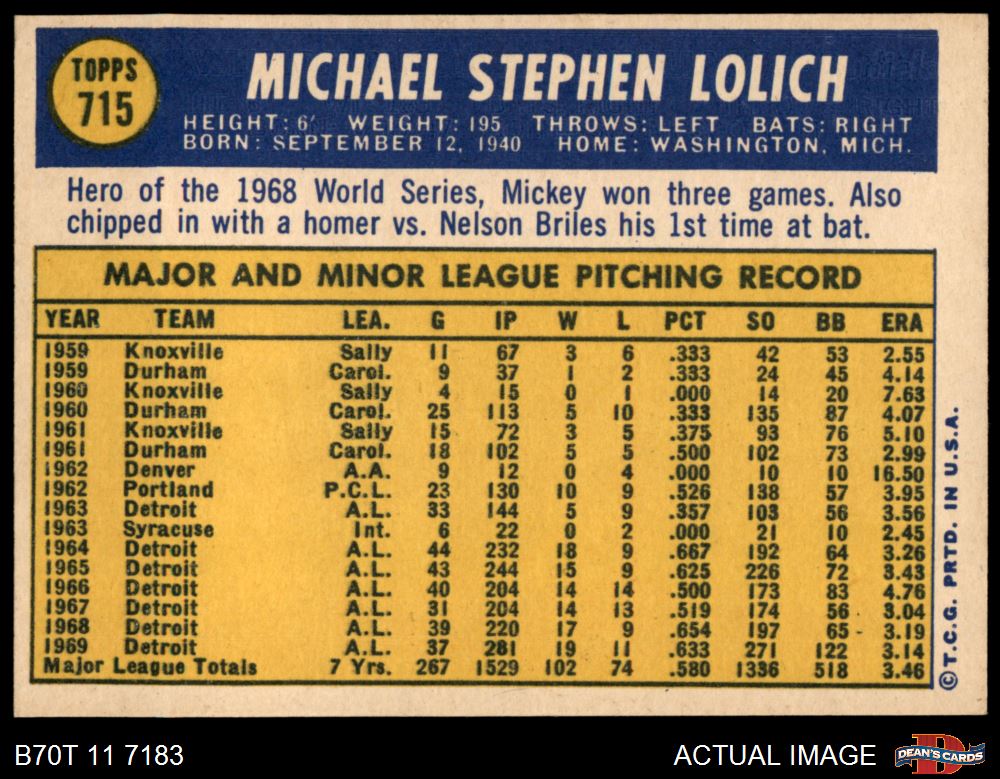 TOPPS
715
MICHAEL STEPHEN LOLICH
HEIGHT: 6' WEIGHT: 195 THROWS: LEFT BATS: RIGHT
BORN: SEPTEMBER 12, 1940 HOME: WASHINGTON, MICH.
Hero of the 1968 World Series, Mickey won three games. Also
chipped in with a homer vs. Nelson Briles his 1st time at bat.
MAJOR AND MINOR LEAGUE PITCHING RECORD
YEAR TEAM LEA. G IP W L PCT SO BB ERA
1959 Knoxville Sally 11 67 3 6 .333 42 53 2.55
1959 Durham Carol. 9 37 1 2 .333 24 45 4.14
1960 Knoxville Sally 4 15 0 1 .000 14 20 7.63
1960 Durham Carol. 25 113 5 10 .333 135 87 4.07
1961 Knoxville Sally 15 72 3 5 .375 93 76 5.10
1961 Durham Carol. 18 102 5 5 .500 102 73 2.99
1962 Denver A.A. 9 12 0 4 .000 10 10 16.50
1962 Portland P.C.L. 23 130 10 9 .526 138 57 3.95
1963 Detroit A.L. 33 144 5 9 .357 103 56 3.56
1963 Syracuse Int. 6 22 0 2 .000 21 10 2.45
1964 Detroit A.L. 44 232 18 9 .667 192 64 3.26
1965 Detroit A.L. 43 244 15 9 .625 226 72 3.43
1966 Detroit A.L. 40 204 14 14 .500 173 83 4.76
1967 Detroit A.L. 31 204 14 13 .519 174 56 3.04
1968 Detroit A.L. 39 220 17 9 .654 197 65 3.19
1969 Detroit A.L. 37 281 19 11 .633 271 122 3.14
Major League Totals 7 Yrs. 267 1529 102 74 .580 1336 518 3.46
©T.C.G. PRTD. IN U.S.A.
B70T 11 7183
ACTUAL IMAGE
DEAN'S CARDS